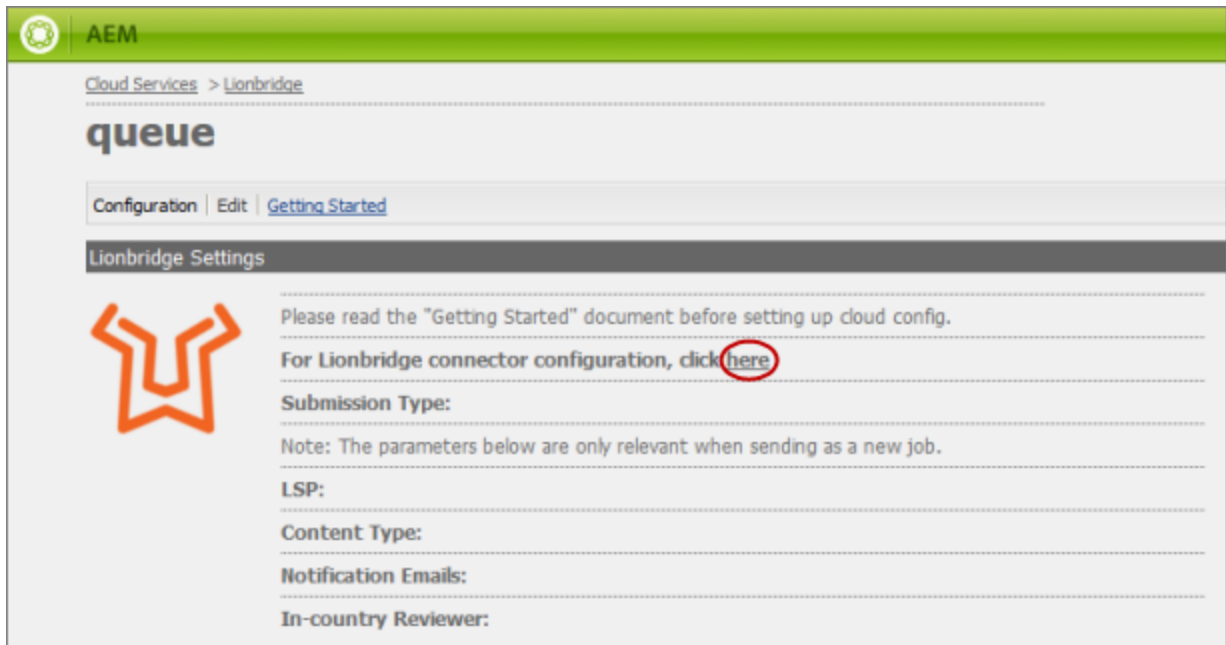 AEM
Cloud Services > Lionbridge
queue
Configuration | Edit | Getting Started
Lionbridge Settings
Please read the "Getting Started" document before setting up cloud config.
For Lionbridge connector configuration, click here
Submission Type:
Note: The parameters below are only relevant when sending as a new job.
LSP:
Content Type:
Notification Emails:
In-country Reviewer: